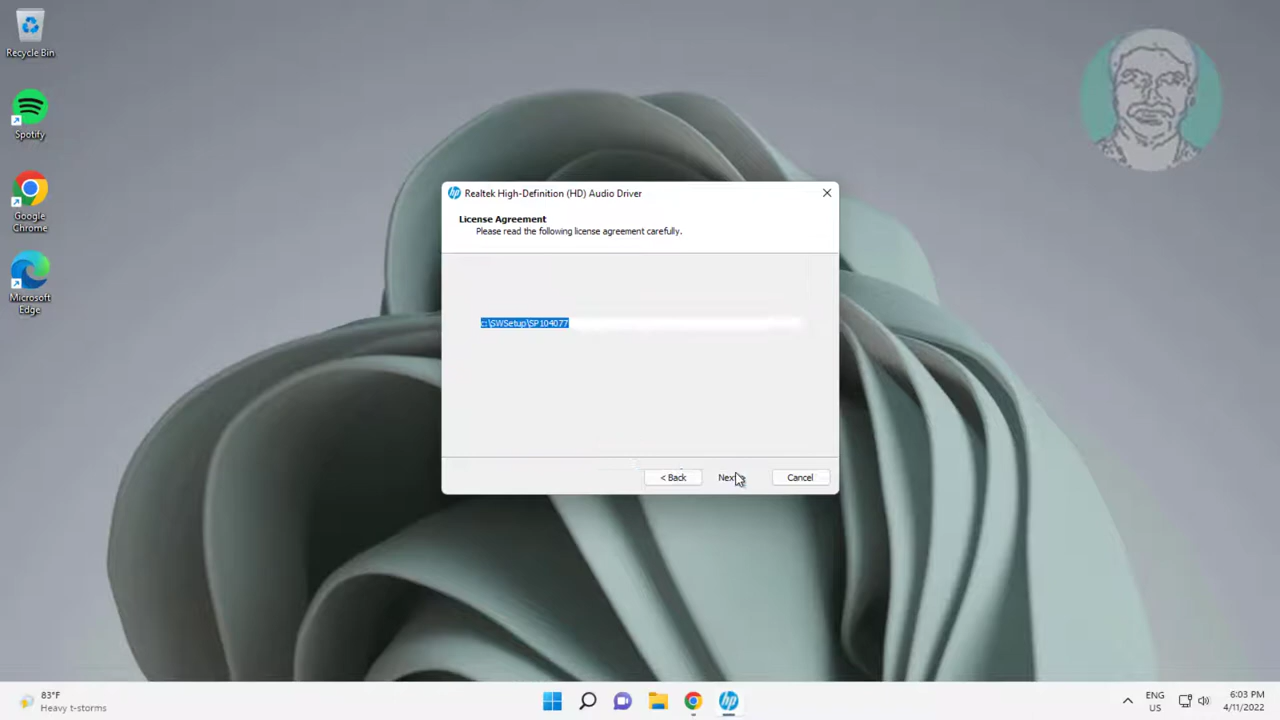 Recycle Bin
Spotify
Google
Chrome
Microsoft
Edge
Realtek High-Definition (HD) Audio Driver
License Agreement
Please read the following license agreement carefully.
c:\SWSetup\SP104077
< Back
Next
Cancel
83°F
Heavy t-storms
ENG
US
6:03 PM
4/11/2022